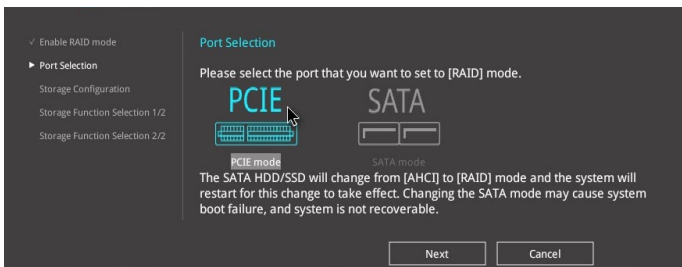 ✓ Enable RAID mode
▶ Port Selection
Storage Configuration
Storage Function Selection 1/2
Storage Function Selection 2/2
Port Selection
Please select the port that you want to set to [RAID] mode.
PCIE
SATA
PCIE mode
SATA mode
The SATA HDD/SSD will change from [AHCI] to [RAID] mode and the system will
restart for this change to take effect. Changing the SATA mode may cause system
boot failure, and system is not recoverable.
Next
Cancel